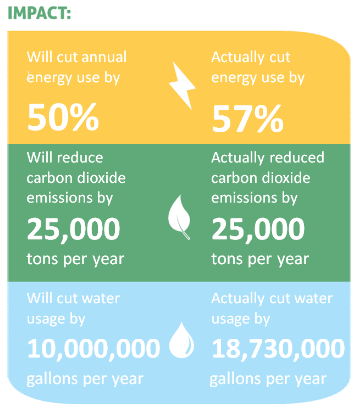 IMPACT:
Will cut annual
energy use by
50%
Actually cut
energy use by
57%
Will reduce
carbon dioxide
emissions by
25,000
tons per year
Actually reduced
carbon dioxide
emissions by
25,000
tons per year
Will cut water
usage by
10,000,000
gallons per year
Actually cut water
usage by
18,730,000
gallons per year